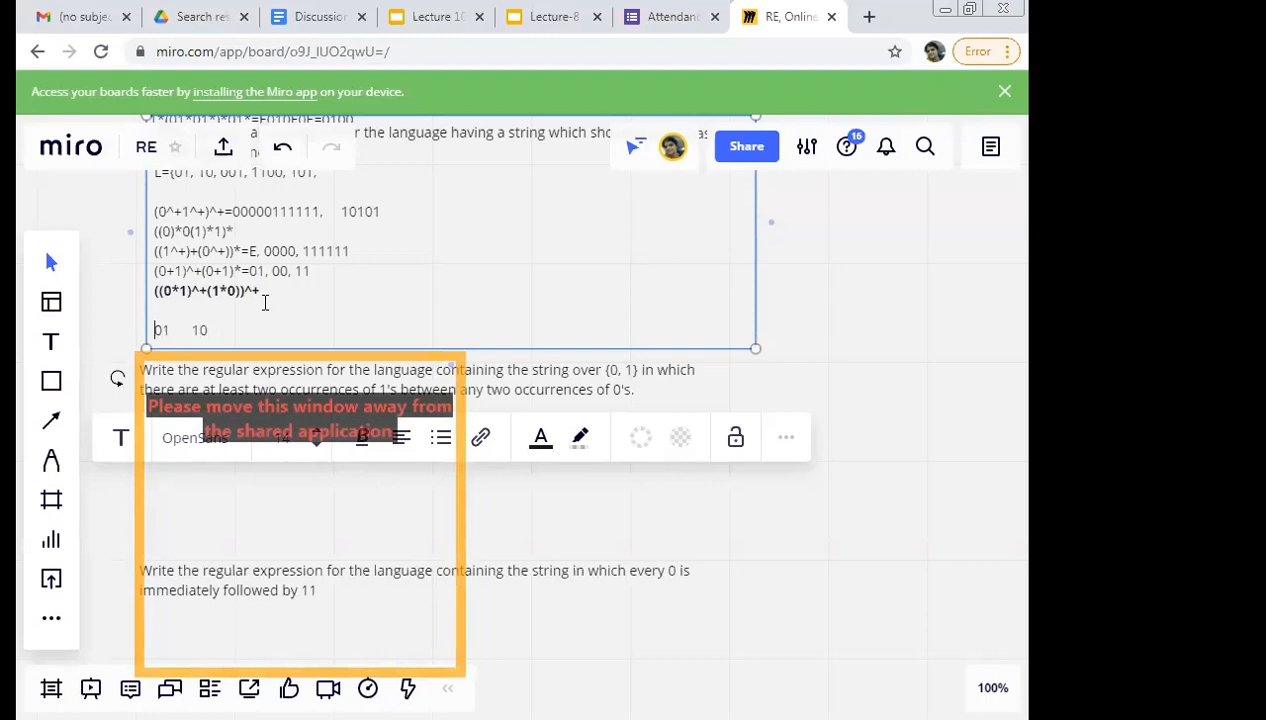 (no subje
Search res
Discussion
Lecture 10
Lecture-8
Attendan
RE, Online
miro.com/app/board/o9J_lUO2qwU=/
Error
Access your boards faster by installing the Miro app on your device.
miro RE
r the language having a string which sho
Share
16
L={01, 10, 001, 1100, 101,
(0^+1^+)^+=00000111111, 10101
((0)*0(1)*1)*
((1^+)+(0^+))*=E, 0000, 111111
(0+1)^+(0+1)*=01, 00, 11
((0*1)^+(1*0))^+
01 10
Write the regular expression for the language containing the string over {0, 1} in which
there are at least two occurrences of 1's between any two occurrences of 0's.
Please move this window away from
the shared application
OpenSans 14
Write the regular expression for the language containing the string in which every 0 is
immediately followed by 11
100%